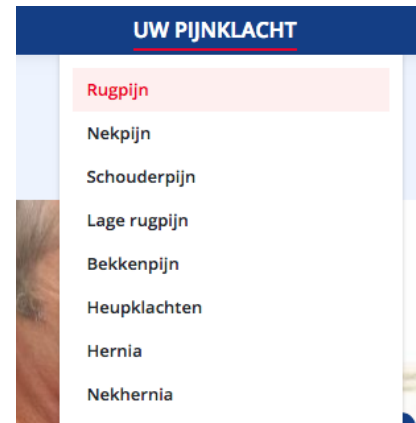 UW PIJNKLACHT
Rugpijn
Nekpijn
Schouderpijn
Lage rugpijn
Bekkenpijn
Heupklachten
Hernia
Nekhernia